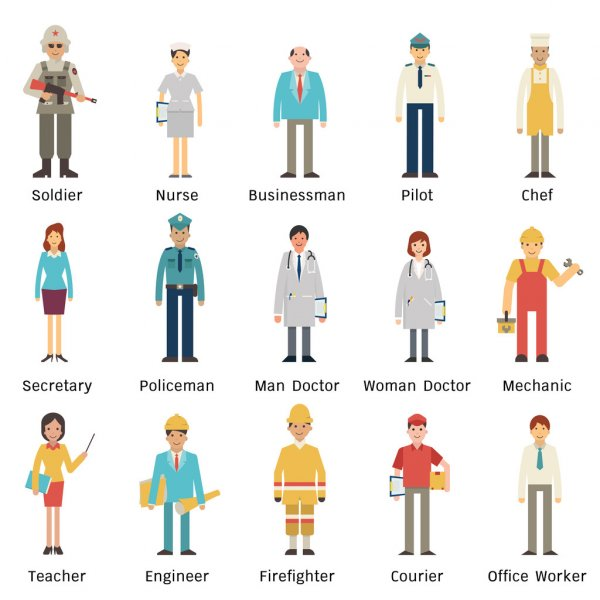 Soldier Nurse Businessman Pilot Chef
Secretary Policeman Man Doctor Woman Doctor Mechanic
Teacher Engineer Firefighter Courier Office Worker